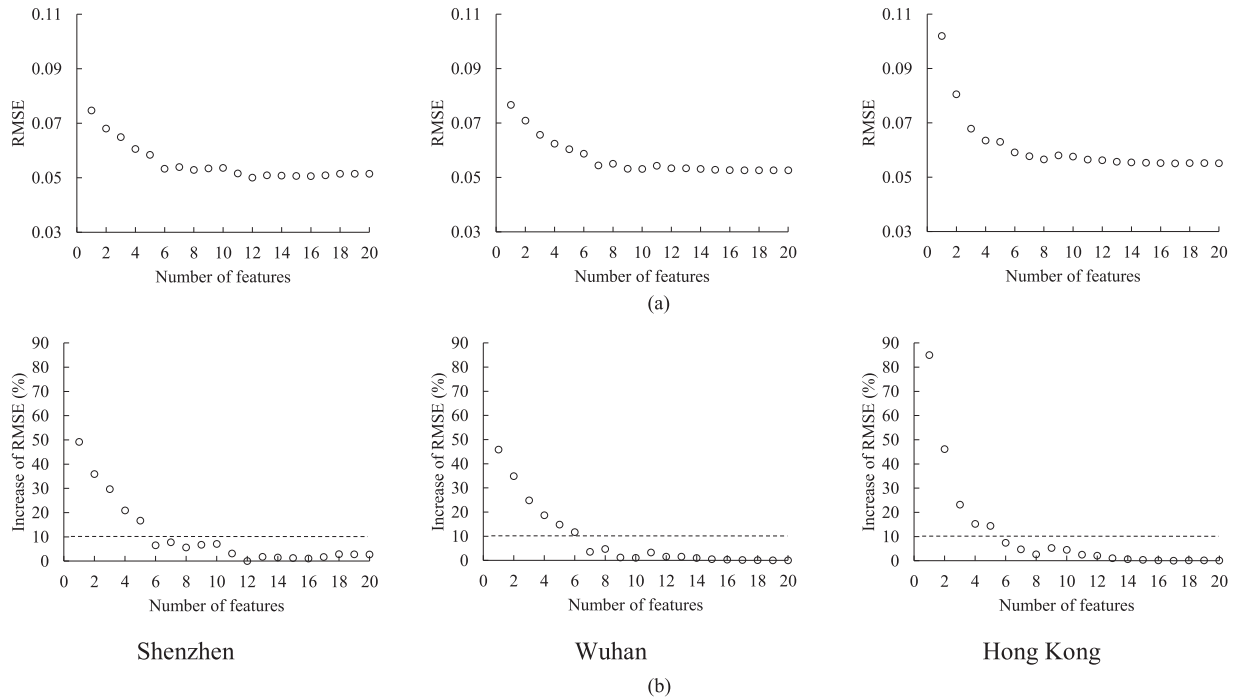 0.11 0.09 0.07 0.05 0.03
RMSE
0 2 4 6 8 10 12 14 16 18 20
Number of features
0.11 0.09 0.07 0.05 0.03
RMSE
0 2 4 6 8 10 12 14 16 18 20
Number of features
0.11 0.09 0.07 0.05 0.03
RMSE
0 2 4 6 8 10 12 14 16 18 20
Number of features
(a)
90 80 70 60 50 40 30 20 10 0
Increase of RMSE (%)
0 2 4 6 8 10 12 14 16 18 20
Number of features
90 80 70 60 50 40 30 20 10 0
Increase of RMSE (%)
0 2 4 6 8 10 12 14 16 18 20
Number of features
90 80 70 60 50 40 30 20 10 0
Increase of RMSE (%)
0 2 4 6 8 10 12 14 16 18 20
Number of features
Shenzhen
Wuhan
Hong Kong
(b)